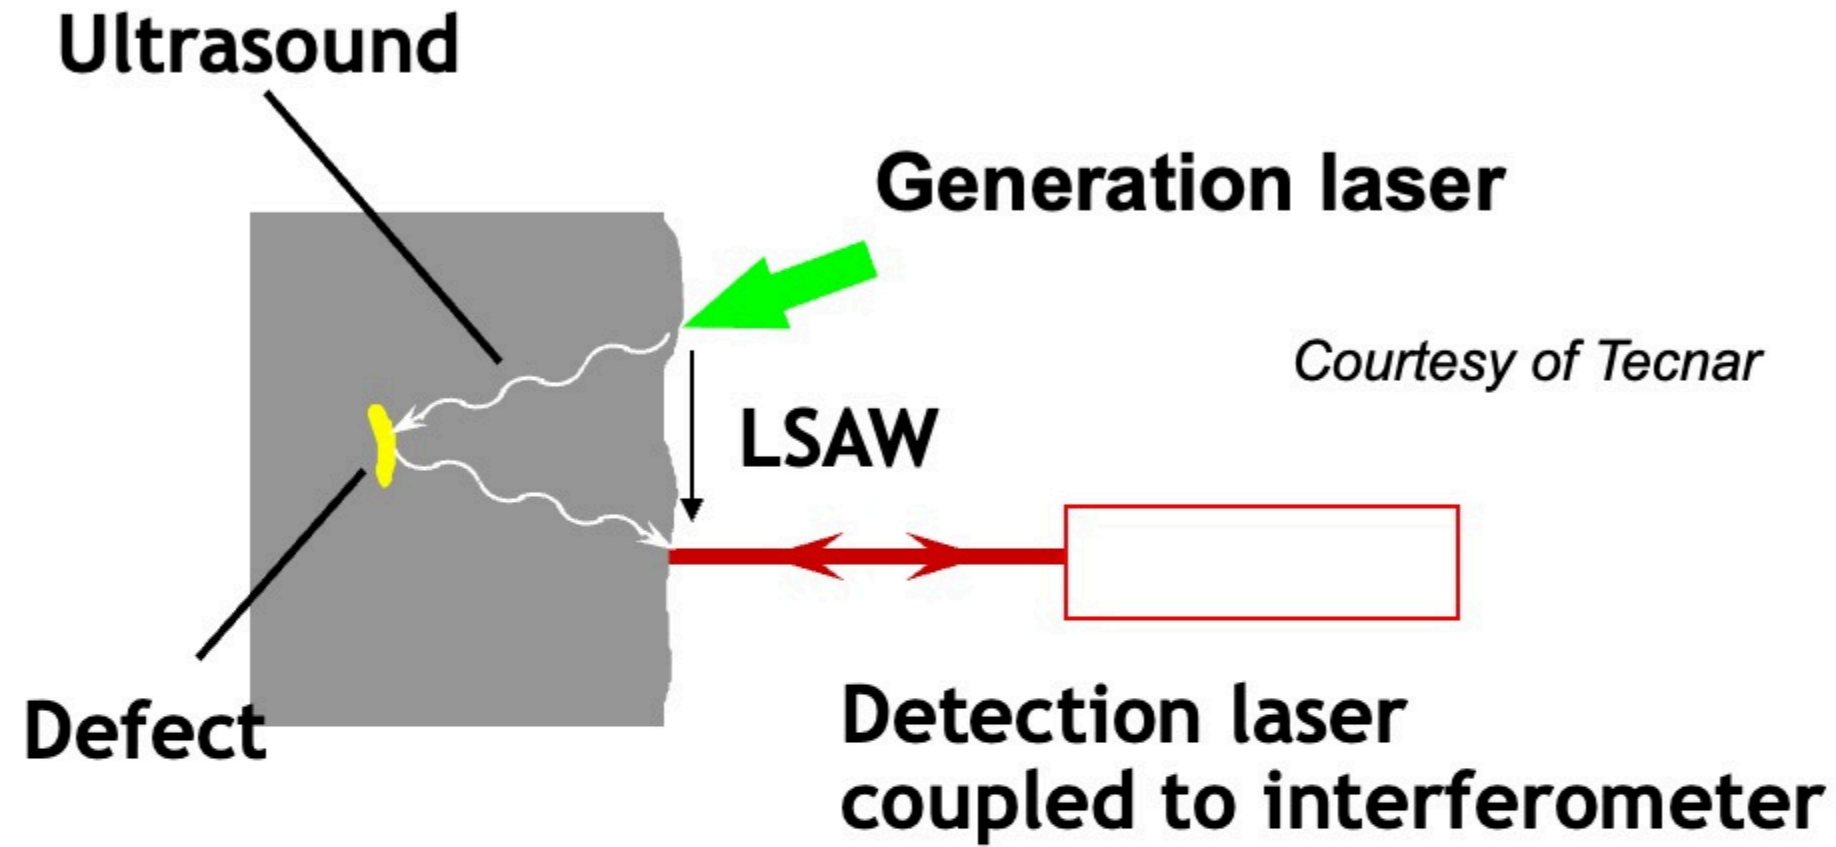 Ultrasound
Generation laser
Courtesy of Tecnar
LSAW
Defect
Detection laser
coupled to interferometer